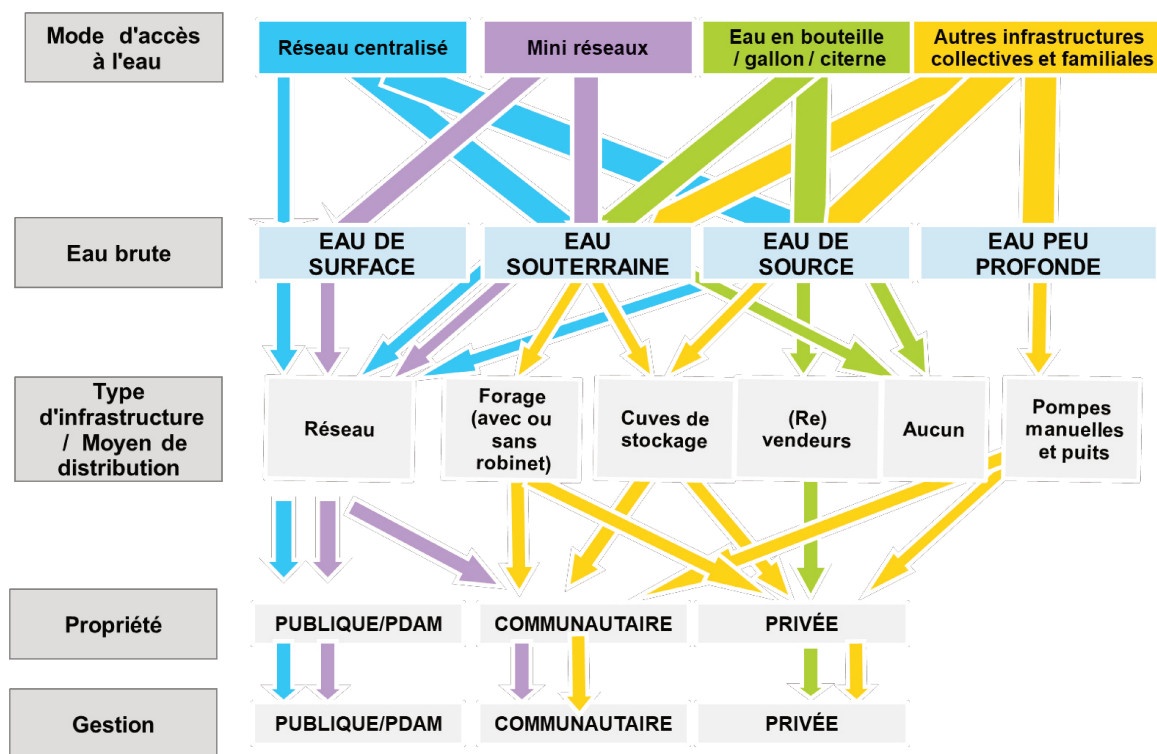 Mode d'accès
à l'eau
Réseau centralisé
Mini réseaux
Eau en bouteille
/ gallon / citerne
Autres infrastructures
collectives et familiales
Eau brute
EAU DE
SURFACE
EAU
SOUTERRAINE
EAU DE
SOURCE
EAU PEU
PROFONDE
Type
d'infrastructure
/ Moyen de
distribution
Réseau
Forage
(avec ou
sans
robinet)
Cuves de
stockage
(Re)
vendeurs
Aucun
Pompes
manuelles
et puits
Propriété
PUBLIQUE/PDAM
COMMUNAUTAIRE
PRIVÉE
Gestion
PUBLIQUE/PDAM
COMMUNAUTAIRE
PRIVÉE